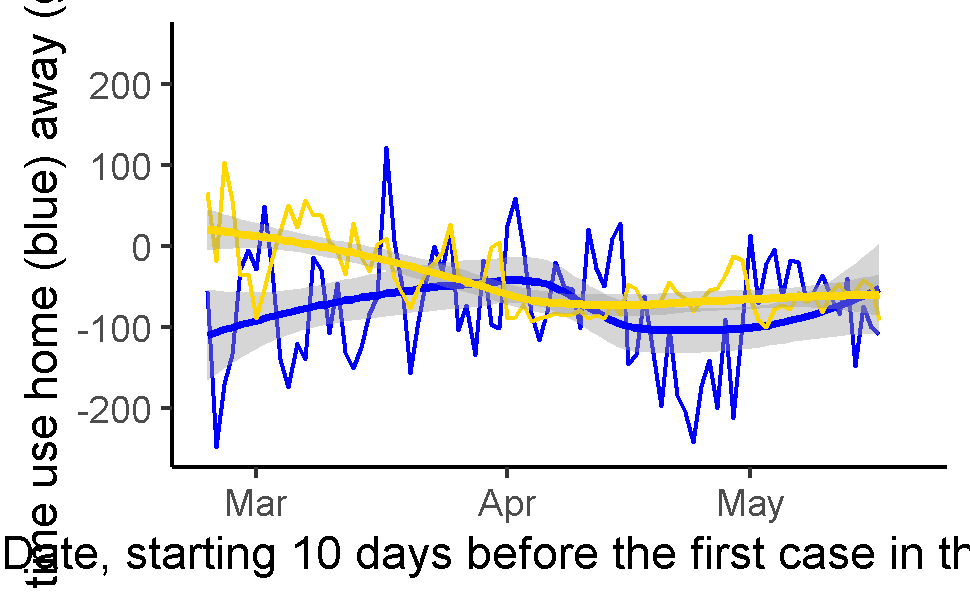 time use home (blue) away (
200
100
0
-100
-200
Mar Apr May
Date, starting 10 days before the first case in th